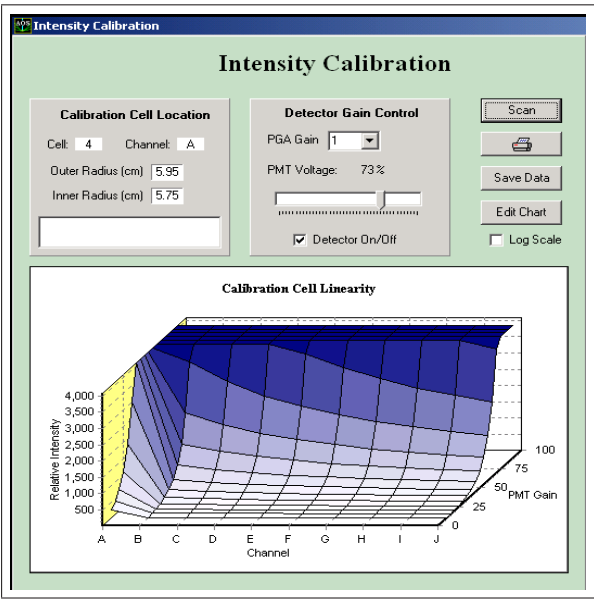 AOS Intensity Calibration
Intensity Calibration
Calibration Cell Location
Cell: 4 Channel: A
Outer Radius (cm) 5.95
Inner Radius (cm) 5.75
Detector Gain Control
PGA Gain 1
PMT Voltage: 73%
Detector On/Off
Scan
Save Data
Edit Chart
Log Scale
Calibration Cell Linearity
Relative Intensity
4,000
3,500
3,000
2,500
2,000
1,500
1,000
500
A B C D E F G H I J
Channel
0
25
50
75
100
PMT Gain